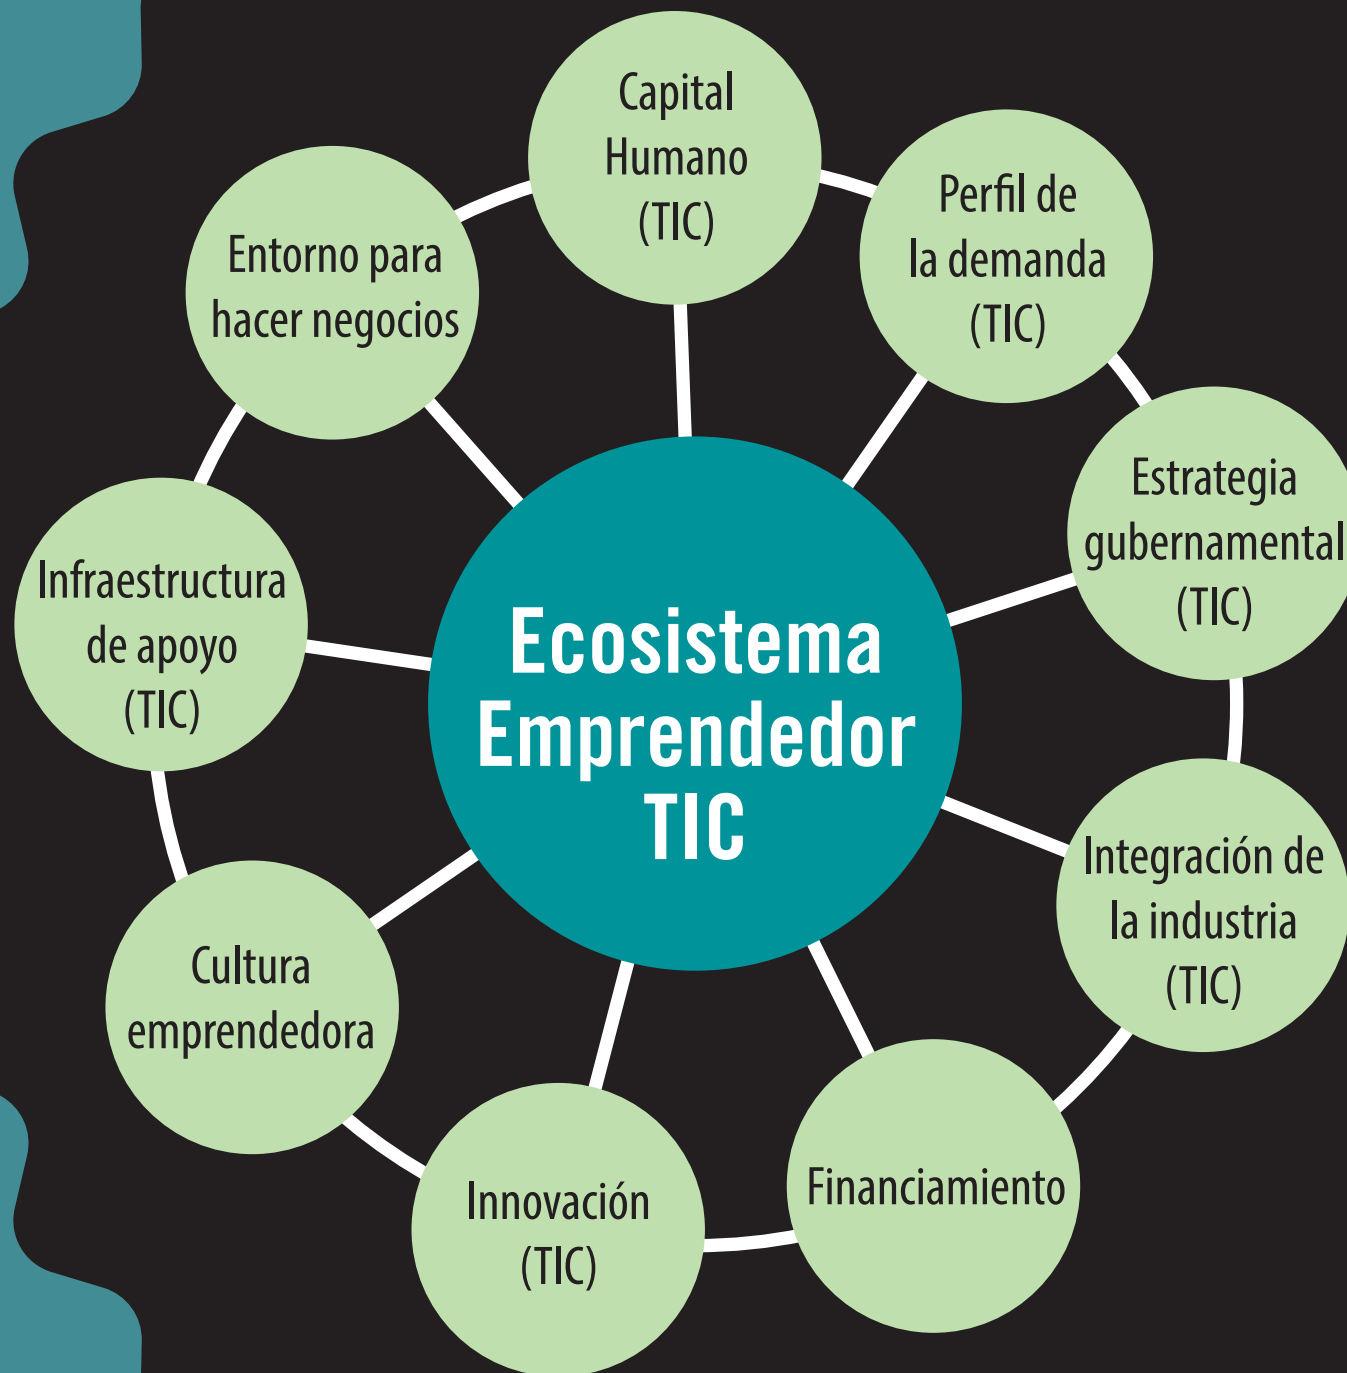 Capital
Humano
(TIC)
Perfil de
la demanda
(TIC)
Estrategia
gubernamental
(TIC)
Integración de
la industria
(TIC)
Financiamiento
Innovación
(TIC)
Cultura
emprendedora
Infraestructura
de apoyo
(TIC)
Entorno para
hacer negocios
Ecosistema
Emprendedor
TIC